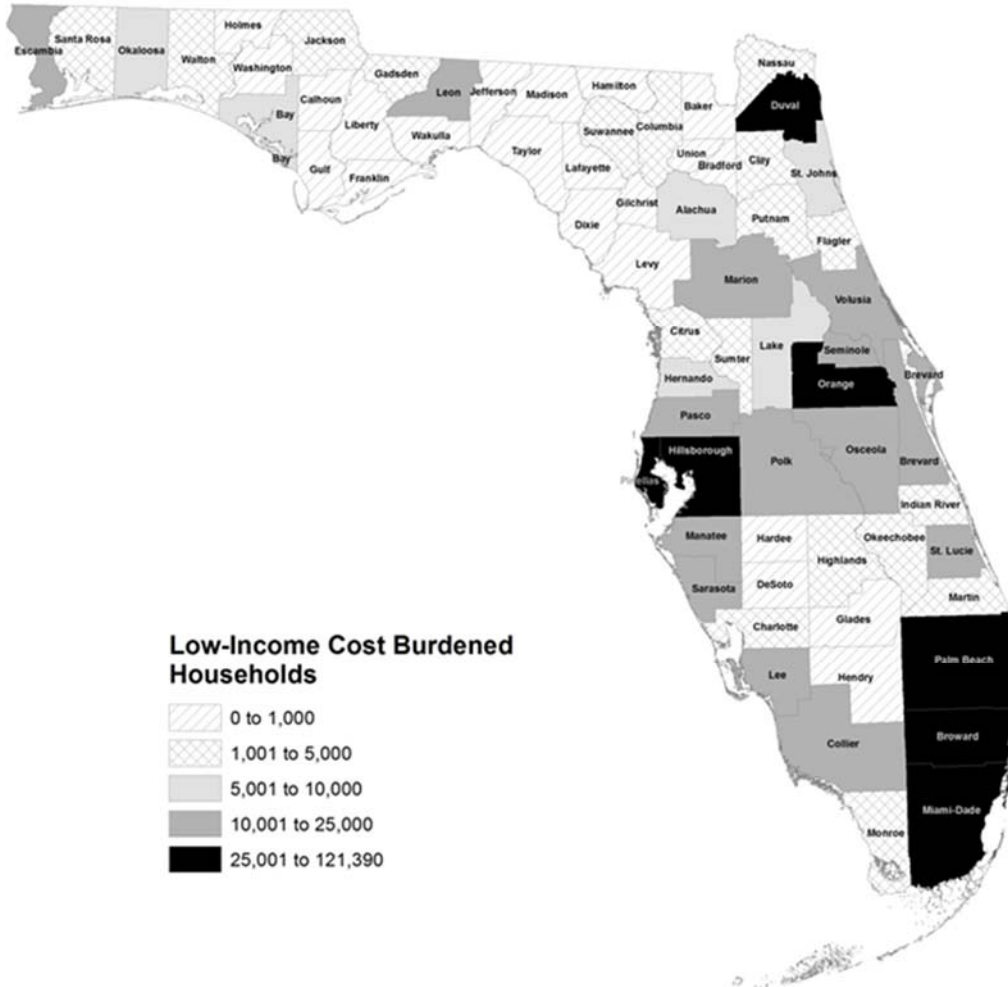 Holmes
Santa Rosa
Jackson
Escambia
Okaloosa
Walton
Washington
Nassau
Gadsden
Hamilton
Leon
Jefferson
Madison
Calhoun
Baker
Duval
Bay
Liberty
Columbia
Suwannee
Wakulla
Taylor
Union
Bay
Lafayette
Bradford
Clay
Gulf
Franklin
St. Johns
Gilchrist
Alachua
Putnam
Dixie
Flagler
Levy
Marion
Volusia
Citrus
Lake
Seminole
Sumter
Hernando
Orange
Brevard
Pasco
Hillsborough
Osceola
Polk
Brevard
Pinellas
Indian River
Manatee
Hardee
Okeechobee
St. Lucie
Highlands
DeSoto
Sarasota
Martin
Charlotte
Glades
Low-Income Cost Burdened
Households
Palm Beach
Lee
Hendry
0 to 1,000
Broward
Collier
1,001 to 5,000
5,001 to 10,000
Miami-Dade
10,001 to 25,000
Monroe
25,001 to 121,390